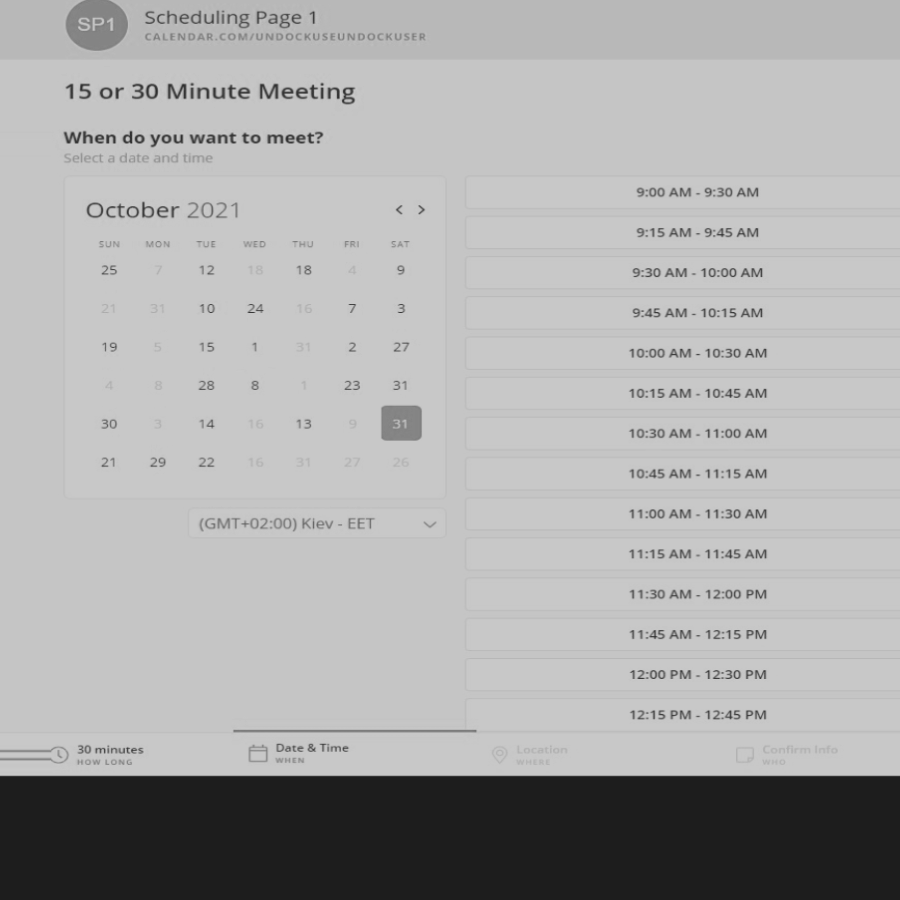 SP1
Scheduling Page 1
CALENDAR.COM/UNDOCKUSEUNDOCKUSER
15 or 30 Minute Meeting
When do you want to meet?
Select a date and time
October 2021
< >
SUN MON TUE WED THU FRI SAT
25 7 12 18 18 4 9
21 31 10 24 16 7 3
19 5 15 1 31 2 27
4 8 28 8 1 23 31
30 3 14 16 13 9 31
21 29 22 16 31 27 26
(GMT+02:00) Kiev - EET
9:00 AM - 9:30 AM
9:15 AM - 9:45 AM
9:30 AM - 10:00 AM
9:45 AM - 10:15 AM
10:00 AM - 10:30 AM
10:15 AM - 10:45 AM
10:30 AM - 11:00 AM
10:45 AM - 11:15 AM
11:00 AM - 11:30 AM
11:15 AM - 11:45 AM
11:30 AM - 12:00 PM
11:45 AM - 12:15 PM
12:00 PM - 12:30 PM
12:15 PM - 12:45 PM
30 minutes
HOW LONG
Date & Time
WHEN
Location
WHERE
Confirm Info
WHO